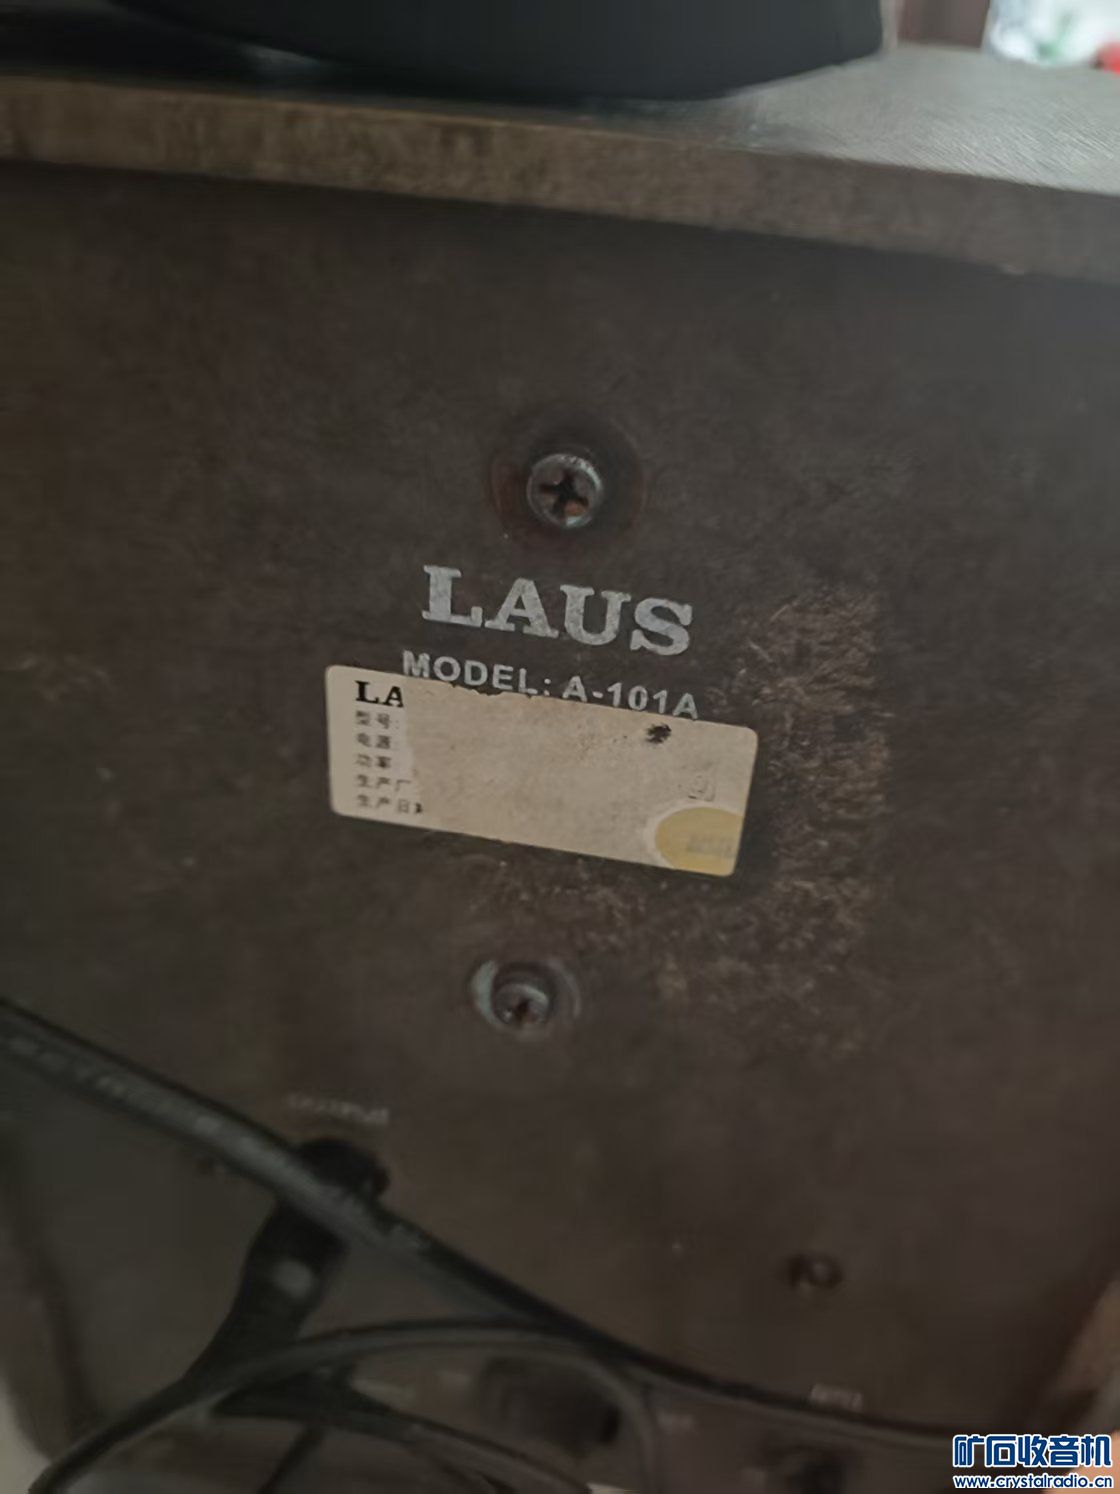 LAUS
MODEL: A-101A
LA
型号:
电源:
功率
生产厂
生产日
矿石收音机
www.crystalradio.cn